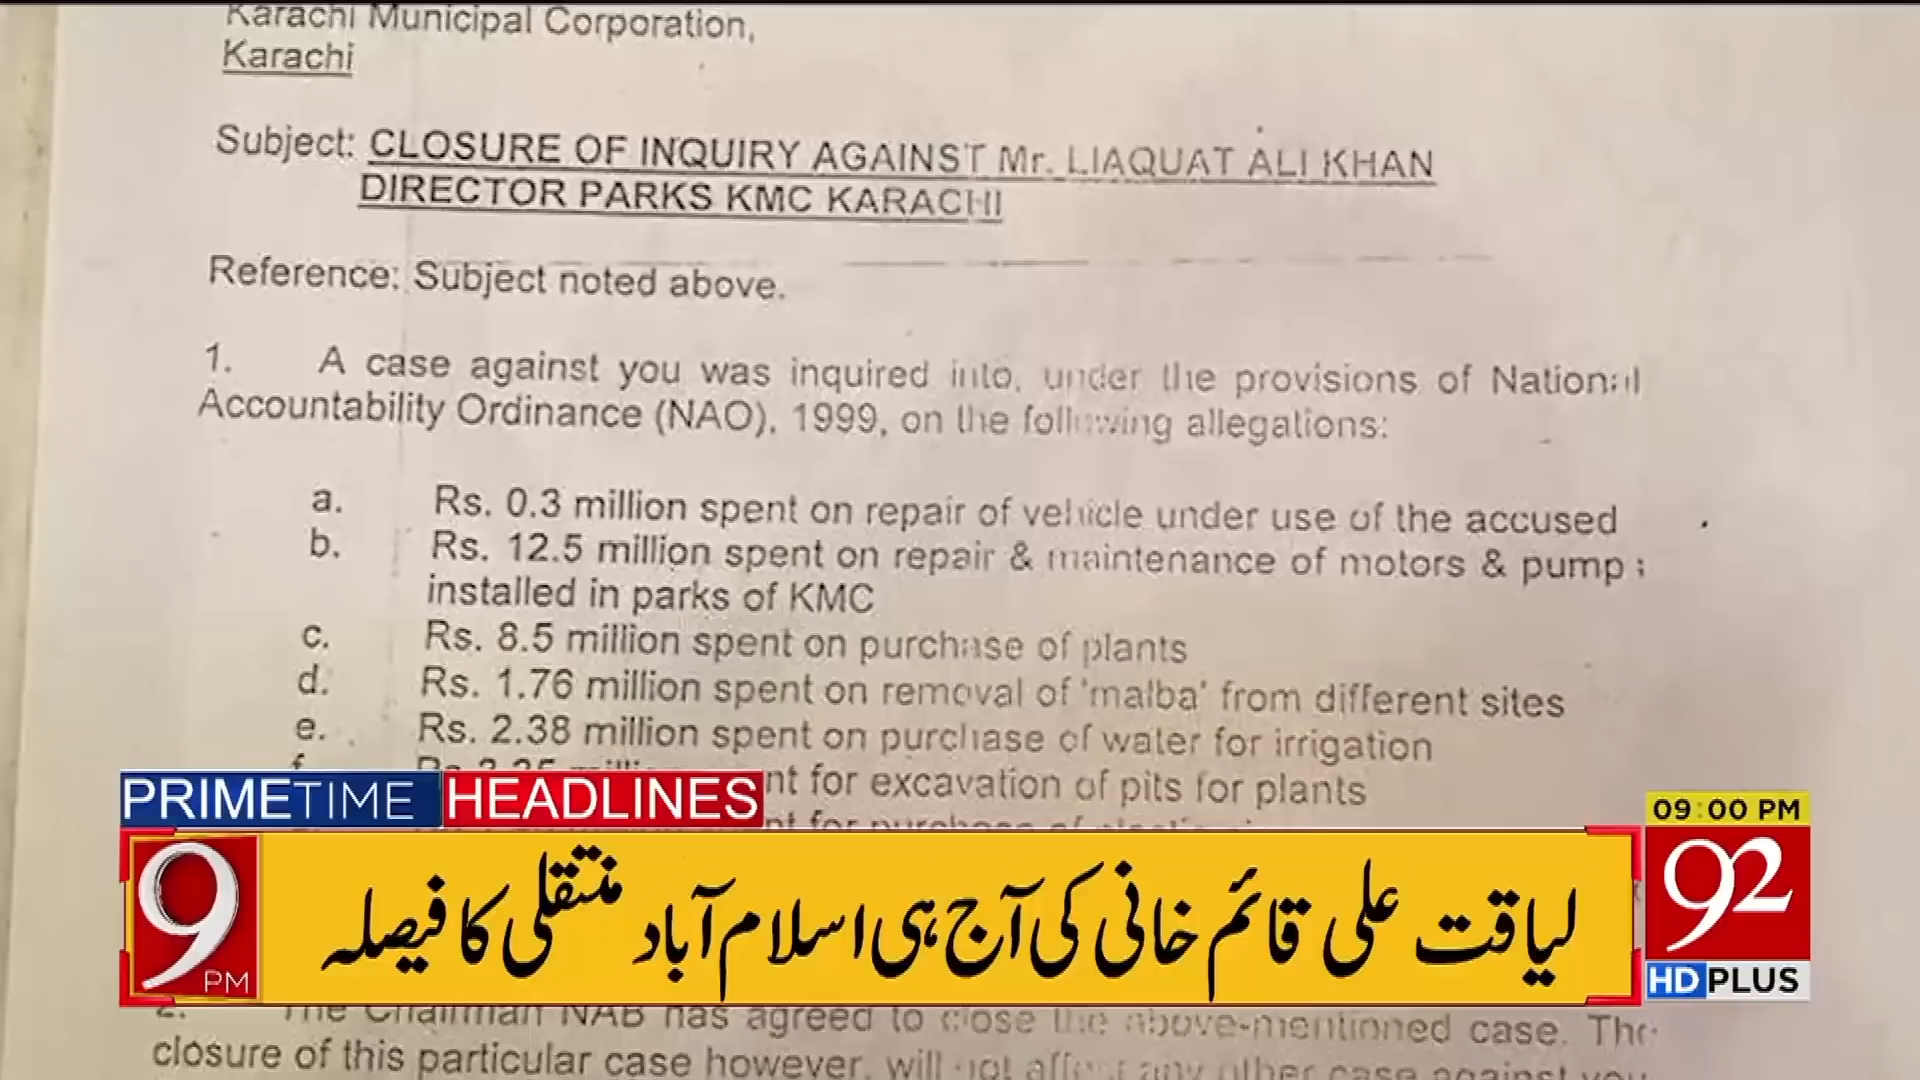 Karachi Municipal Corporation,
Karachi
Subject: CLOSURE OF INQUIRY AGAINST Mr. LIAQUAT ALI KHAN
DIRECTOR PARKS KMC KARACHI
Reference: Subject noted above.
1. A case against you was inquired into, under the provisions of National
Accountability Ordinance (NAO), 1999, on the following allegations:
a. Rs. 0.3 million spent on repair of vehicle under use of the accused
b. Rs. 12.5 million spent on repair & maintenance of motors & pumps
installed in parks of KMC
c. Rs. 8.5 million spent on purchase of plants
d. Rs. 1.76 million spent on removal of 'malba' from different sites
e. Rs. 2.38 million spent on purchase of water for irrigation
for excavation of pits for plants
for purchase of
PRIMETIME HEADLINES
09:00 PM
9 PM
لیاقت علی قائم خانی کی آج ہی اسلام آباد منتقلی کا فیصلہ
92
HD PLUS
2. The Chairman NAB has agreed to close the above-mentioned case. The
closure of this particular case however, will not affect any other case against you